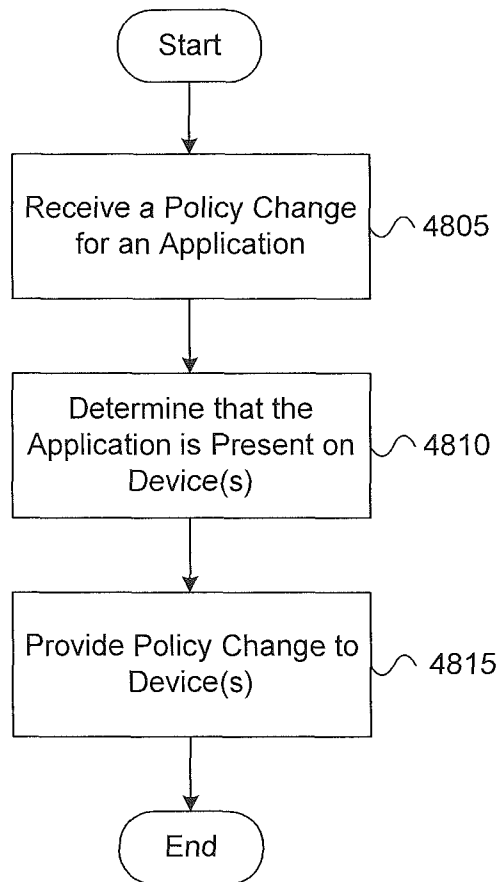 Start
Receive a Policy Change
for an Application
4805
Determine that the
Application is Present on
Device(s)
4810
Provide Policy Change to
Device(s)
4815
End